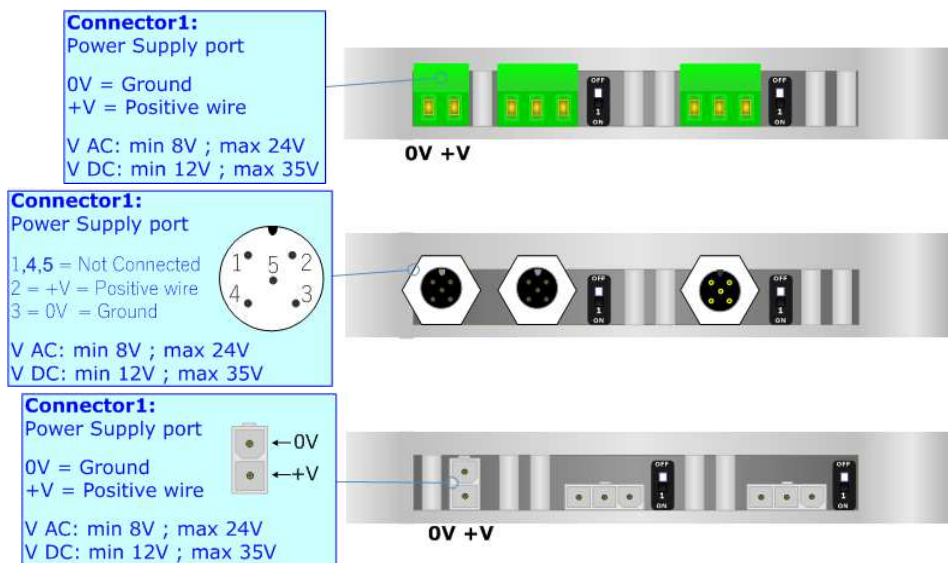 Connector1:
Power Supply port
0V = Ground
+V = Positive wire
V AC: min 8V ; max 24V
V DC: min 12V ; max 35V
OFF
1
ON
OFF
1
ON
0V +V
Connector1:
Power Supply port
1,4,5 = Not Connected
2 = +V = Positive wire
3 = 0V = Ground
V AC: min 8V ; max 24V
V DC: min 12V ; max 35V
1 5 2
4 3
OFF
1
ON
OFF
1
ON
Connector1:
Power Supply port
0V = Ground
+V = Positive wire
V AC: min 8V ; max 24V
V DC: min 12V ; max 35V
0V
+V
OFF
1
ON
OFF
1
ON
0V +V